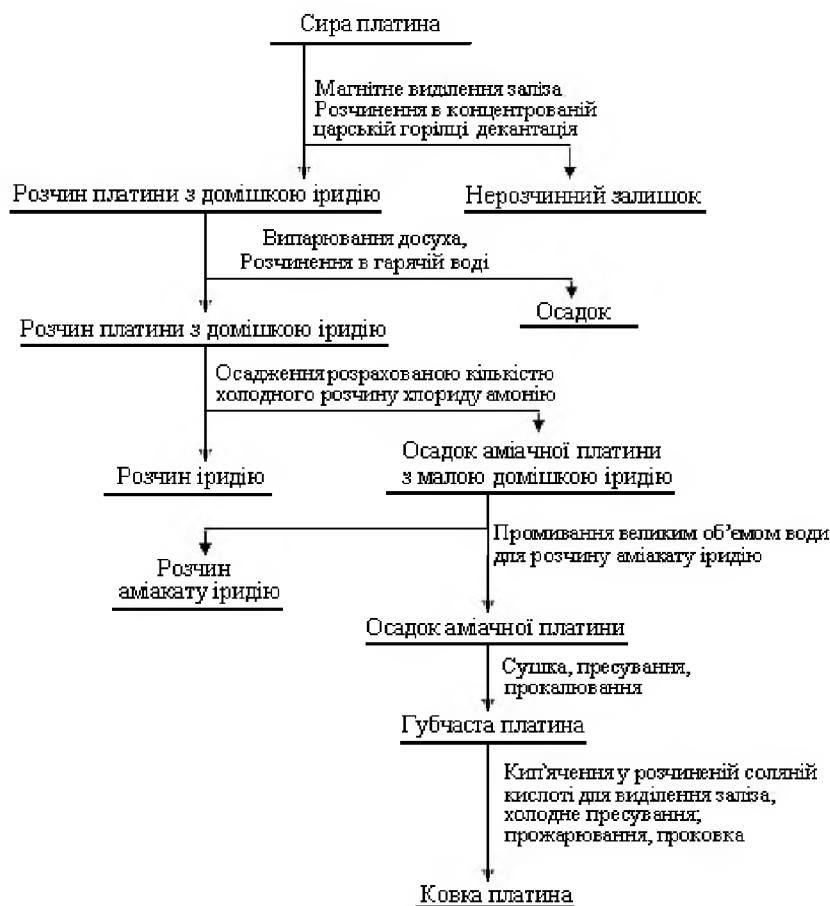 Сира платина
Магнітне виділення заліза
Розчинення в концентрованій
царській горілці декантація
Розчин платини з домішкою іридію
Нерозчинний залишок
Випарювання досуха,
Розчинення в гарячій воді
Осадок
Розчин платини з домішкою іридію
Осадження розрахованою кількістю
холодного розчину хлориду амонію
Розчин іридію
Осадок аміачної платини
з малою домішкою іридію
Промивання великим об’ємом води
для розчину аміакату іридію
Розчин
аміакату іридію
Осадок аміачної платини
Сушка, пресування,
прокалювання
Губчаста платина
Кип’ячення у розчиненій соляній
кислоті для виділення заліза,
холодне пресування;
прожарювання, проковка
Ковка платина